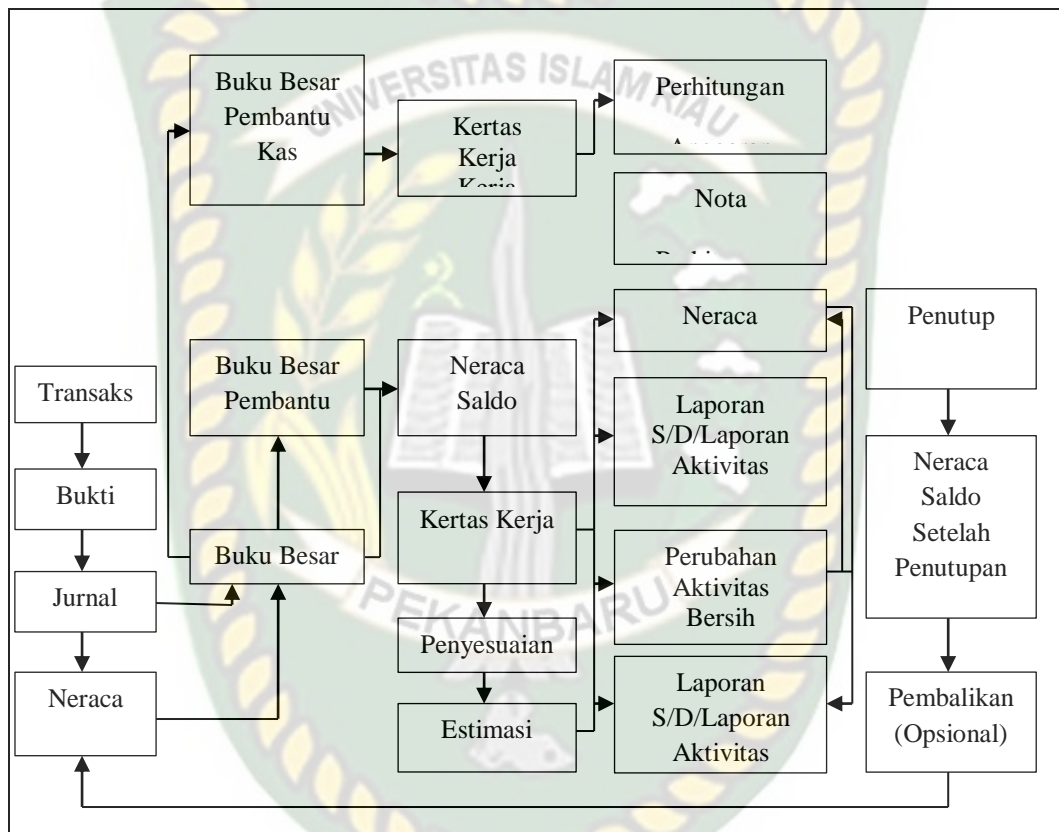 UNIVERSITAS ISLAM RIAU
Buku Besar
Pembantu
Kas
Kertas
Kerja
Kerja
Perhitungan
Nota
Neraca
Penutup
Buku Besar
Pembantu
Neraca
Saldo
Transaks
Laporan
S/D/Laporan
Aktivitas
Neraca
Saldo
Setelah
Penutupan
Bukti
Kertas Kerja
Buku Besar
Perubahan
Aktivitas
Bersih
Jurnal
PEKANBARU
Penyesuaian
Neraca
Estimasi
Laporan
S/D/Laporan
Aktivitas
Pembalikan
(Opsional)